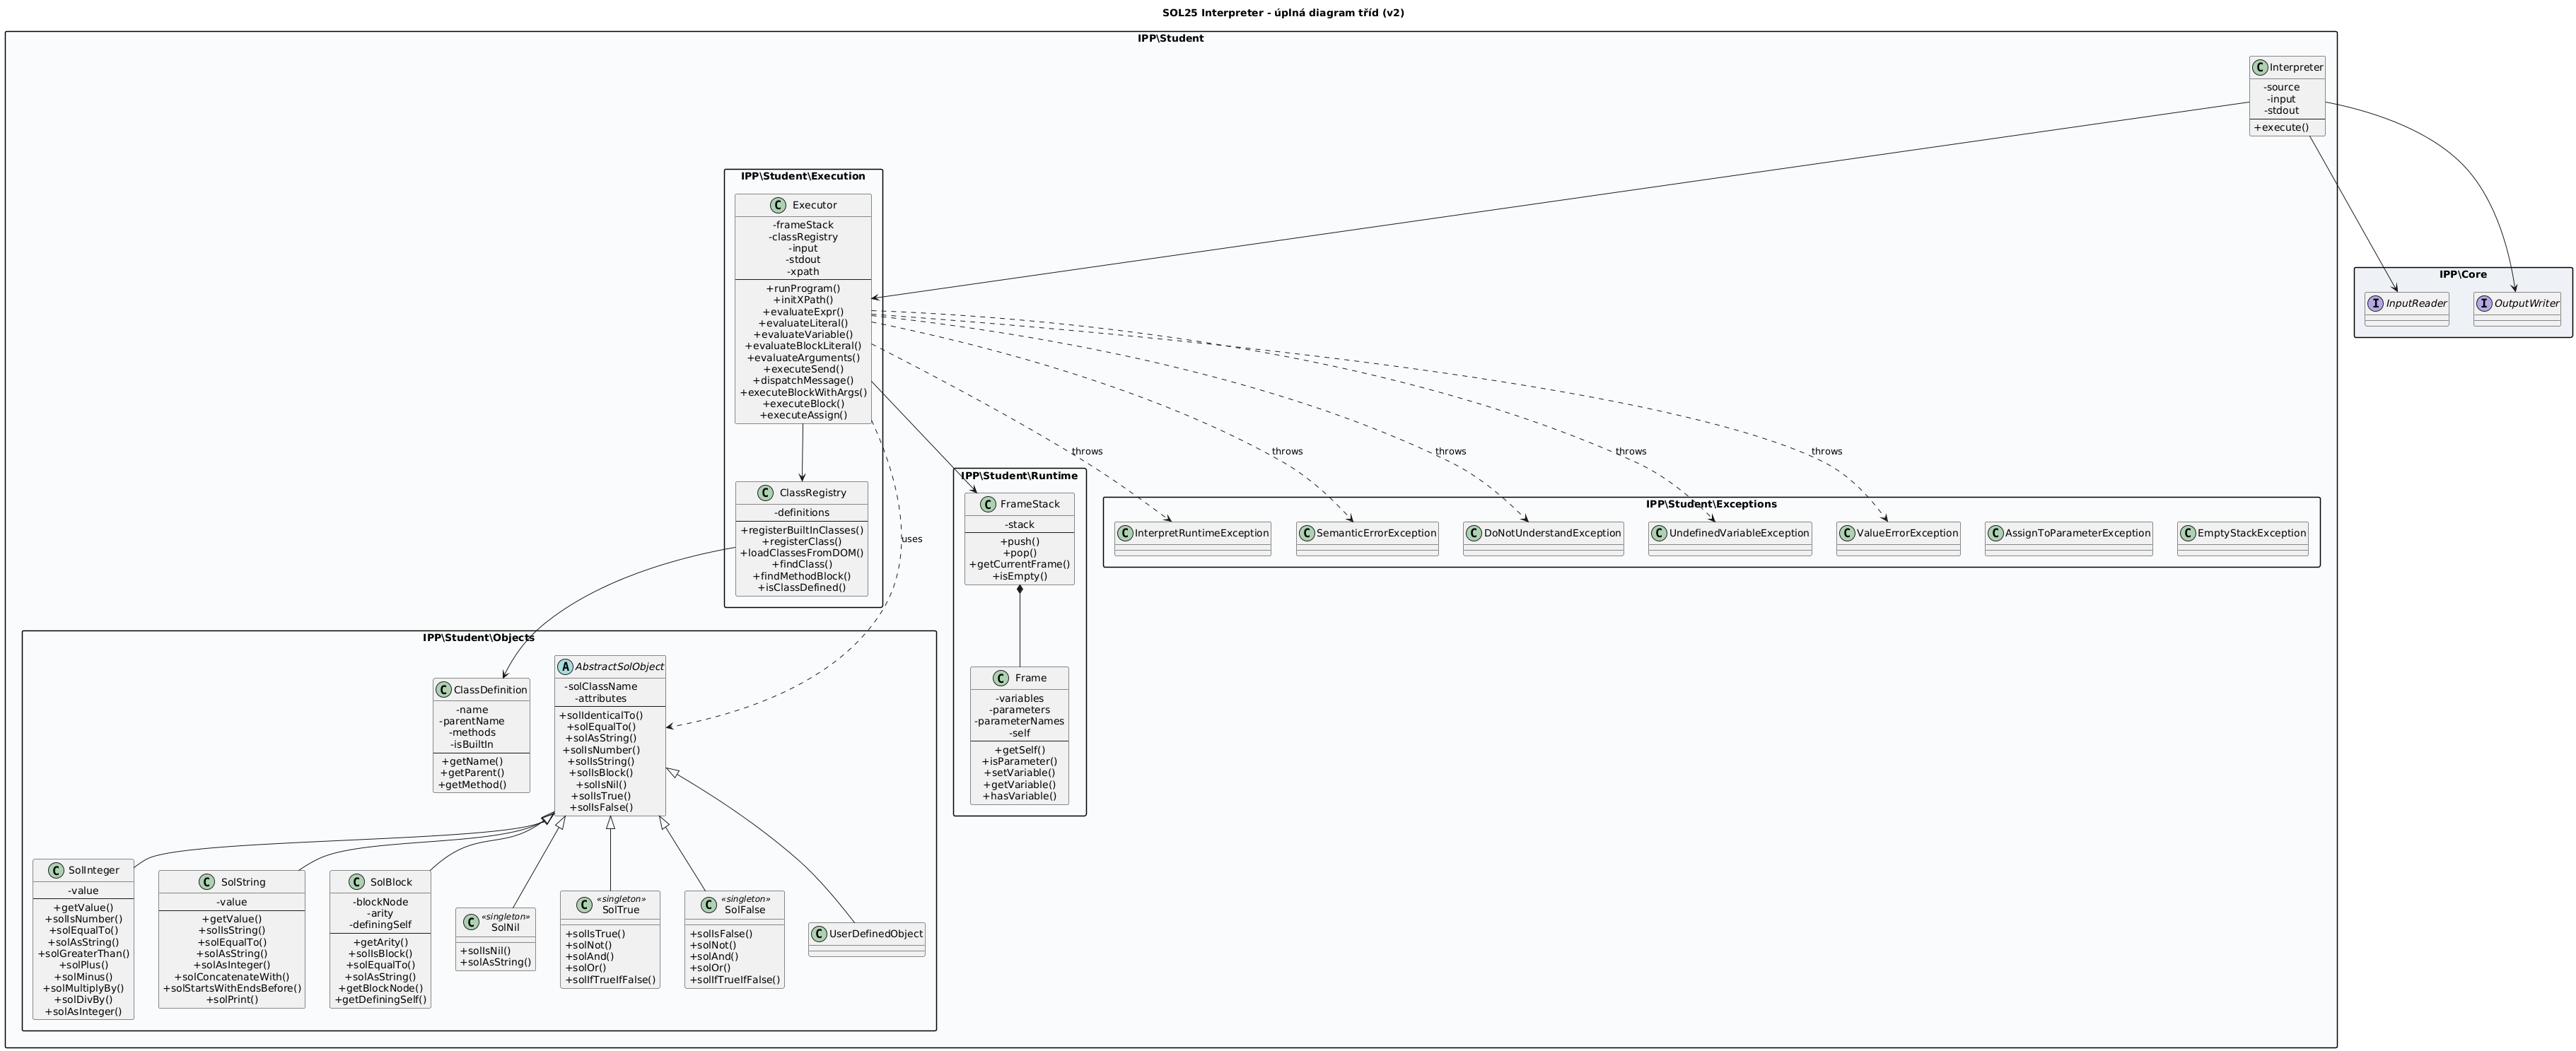 SOL25 Interpreter - úplná diagram tříd (v2)
IPP\Student
C Interpreter
-source
-input
-stdout
+execute()
IPP\Core
I InputReader
I OutputWriter
IPP\Student\Execution
C Executor
-frameStack
-classRegistry
-input
-stdout
-xpath
+runProgram()
+initXPath()
+evaluateExpr()
+evaluateLiteral()
+evaluateVariable()
+evaluateBlockLiteral()
+evaluateArguments()
+executeSend()
+dispatchMessage()
+executeBlockWithArgs()
+executeBlock()
+executeAssign()
throws
throws
throws
throws
throws
uses
C ClassRegistry
-definitions
+registerBuiltInClasses()
+registerClass()
+loadClassesFromDOM()
+findClass()
+findMethodBlock()
+isClassDefined()
IPP\Student\Runtime
C FrameStack
-stack
+push()
+pop()
+getCurrentFrame()
+isEmpty()
C Frame
-variables
-parameters
-parameterNames
-self
+getSelf()
+isParameter()
+setVariable()
+getVariable()
+hasVariable()
IPP\Student\Exceptions
C InterpretRuntimeException
C SemanticErrorException
C DoNotUnderstandException
C UndefinedVariableException
C ValueErrorException
C AssignToParameterException
C EmptyStackException
IPP\Student\Objects
C ClassDefinition
-name
-parentName
-methods
-isBuiltIn
+getName()
+getParent()
+getMethod()
A AbstractSolObject
-solClassName
-attributes
+solIdenticalTo()
+solEqualTo()
+solAsString()
+solIsNumber()
+solIsString()
+solIsBlock()
+solIsNil()
+solIsTrue()
+solIsFalse()
C SolInteger
-value
+getValue()
+solIsNumber()
+solEqualTo()
+solAsString()
+solGreaterThan()
+solPlus()
+solMinus()
+solMultiplyBy()
+solDivBy()
+solAsInteger()
C SolString
-value
+getValue()
+solIsString()
+solEqualTo()
+solAsString()
+solAsInteger()
+solConcatenateWith()
+solStartsWithEndsBefore()
+solPrint()
C SolBlock
-blockNode
-arity
-definingSelf
+getArity()
+solIsBlock()
+solEqualTo()
+solAsString()
+getBlockNode()
+getDefiningSelf()
C «singleton»
SolNil
+solIsNil()
+solAsString()
C «singleton»
SolTrue
+solIsTrue()
+solNot()
+solAnd()
+solOr()
+solIfTrueIfFalse()
C «singleton»
SolFalse
+solIsFalse()
+solNot()
+solAnd()
+solOr()
+solIfTrueIfFalse()
C UserDefinedObject